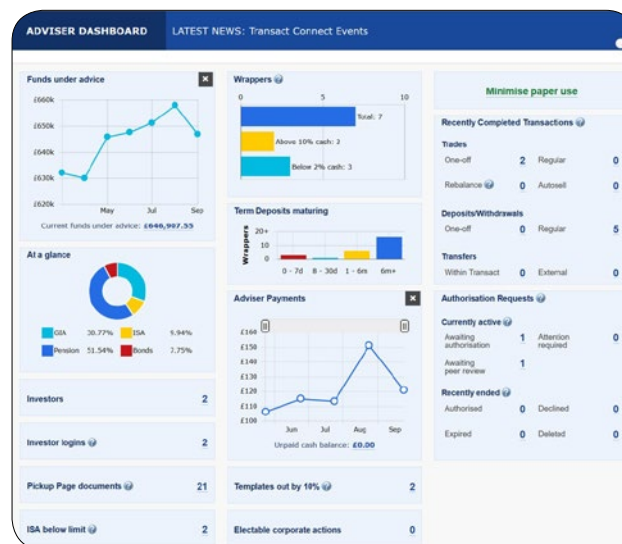 ADVISER DASHBOARD
LATEST NEWS: Transact Connect Events
Funds under advice
£660k
£650k
£640k
£630k
£620k
May Jul Sep
Current funds under advice: £646,907.55
At a glance
GIA 30.77% ISA 9.94%
Pension 51.54% Bonds 7.75%
Investors 2
Investor logins 2
Pickup Page documents 21
ISA below limit 2
Wrappers
0 5 10
Total: 7
Above 10% cash: 2
Below 2% cash: 3
Term Deposits maturing
Wrappers
20+
10
0
0 - 7d 8 - 30d 1 - 6m 6m+
Adviser Payments
£160
£150
£140
£130
£120
£110
£100
Jun Jul Aug Sep
Unpaid cash balance: £0.00
Templates out by 10% 2
Electable corporate actions 0
Minimise paper use
Recently Completed Transactions
Trades
One-off 2 Regular 0
Rebalance 0 Autosell 0
Deposits/Withdrawals
One-off 0 Regular 5
Transfers
Within Transact 0 External 0
Authorisation Requests
Currently active
Awaiting authorisation 1 Attention required 0
Awaiting peer review 1
Recently ended
Authorised 0 Declined 0
Expired 0 Deleted 0